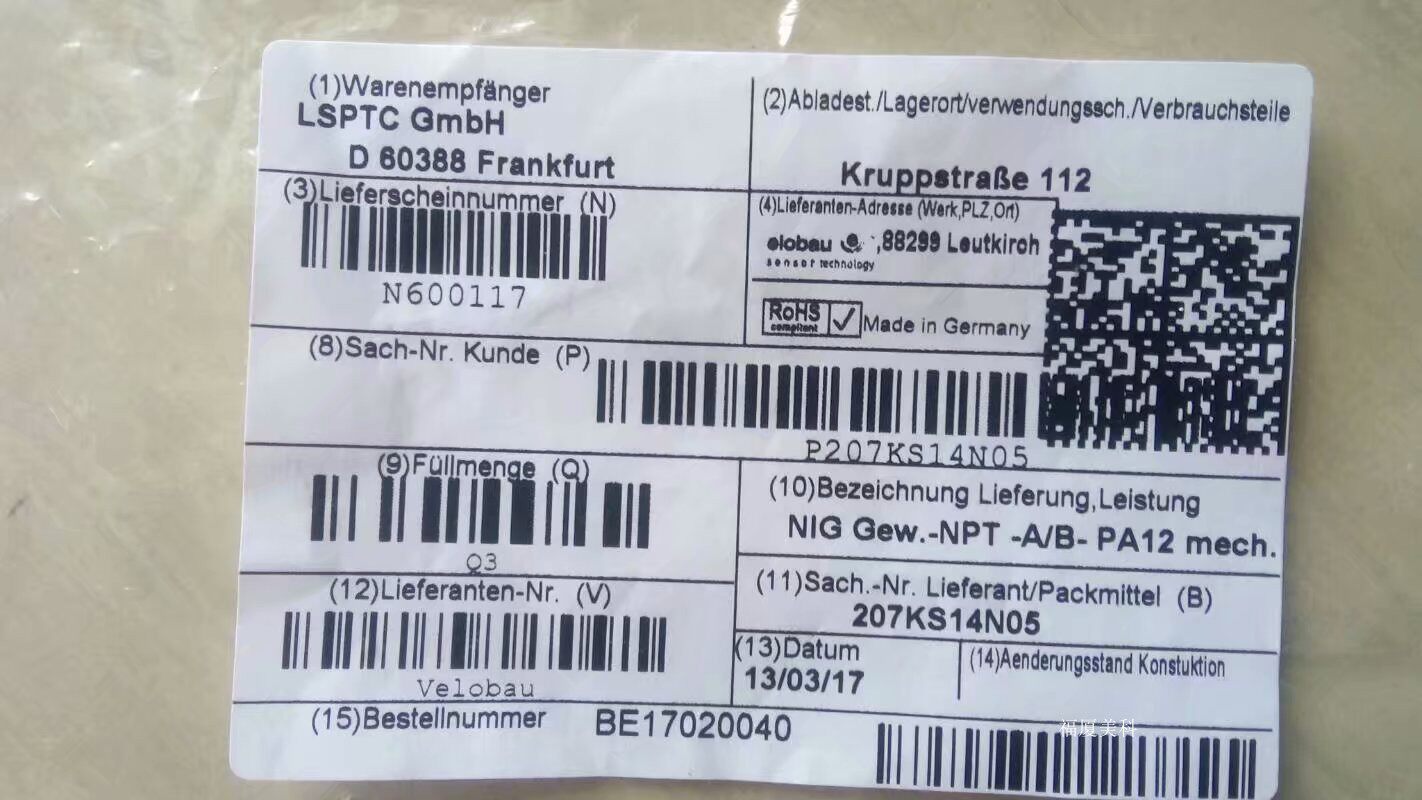 (1)Warenempfänger
LSPTC GmbH
D 60388 Frankfurt
(2)Abladest./Lagerort/verwendungssch./Verbrauchsteile
Kruppstraße 112
(3)Lieferscheinnummer (N)
N600117
(4)Lieferanten-Adresse (Werk,PLZ,Ort)
elobau ,88299 Leutkirch
sensor technology
RoHS
compliant
Made in Germany
(8)Sach-Nr. Kunde (P)
P207KS14N05
(9)Füllmenge (Q)
Q3
(10)Bezeichnung Lieferung,Leistung
NIG Gew.-NPT -A/B- PA12 mech.
(11)Sach.-Nr. Lieferant/Packmittel (B)
207KS14N05
(12)Lieferanten-Nr. (V)
Velobau
(13)Datum
13/03/17
(14)Aenderungsstand Konstuktion
(15)Bestellnummer BE17020040
福厦美科